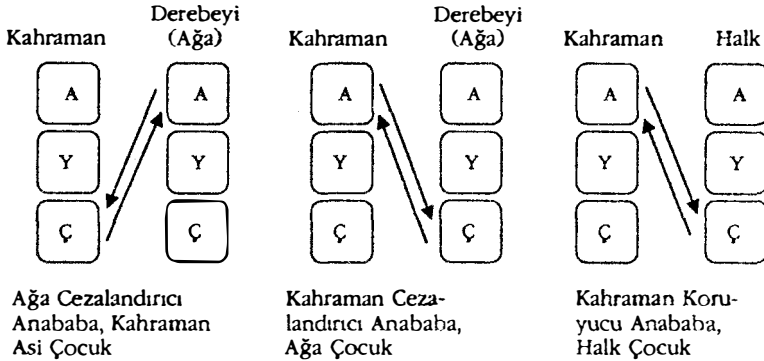 Kahraman
Derebeyi
(Ağa)
A
A
Y
Y
Ç
Ç
Ağa Cezalandırıcı
Anababa, Kahraman
Asi Çocuk
Kahraman
Derebeyi
(Ağa)
A
A
Y
Y
Ç
Ç
Kahraman Ceza-
landırıcı Anababa,
Ağa Çocuk
Kahraman
Halk
A
A
Y
Y
Ç
Ç
Kahraman Koru-
yucu Anababa,
Halk Çocuk